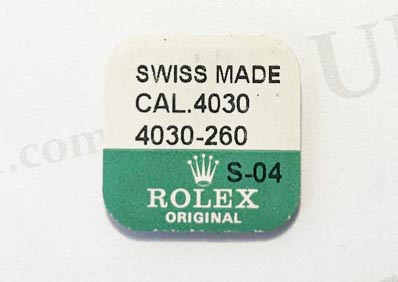 SWISS MADE
CAL.4030
4030-260
S-04
ROLEX
ORIGINAL